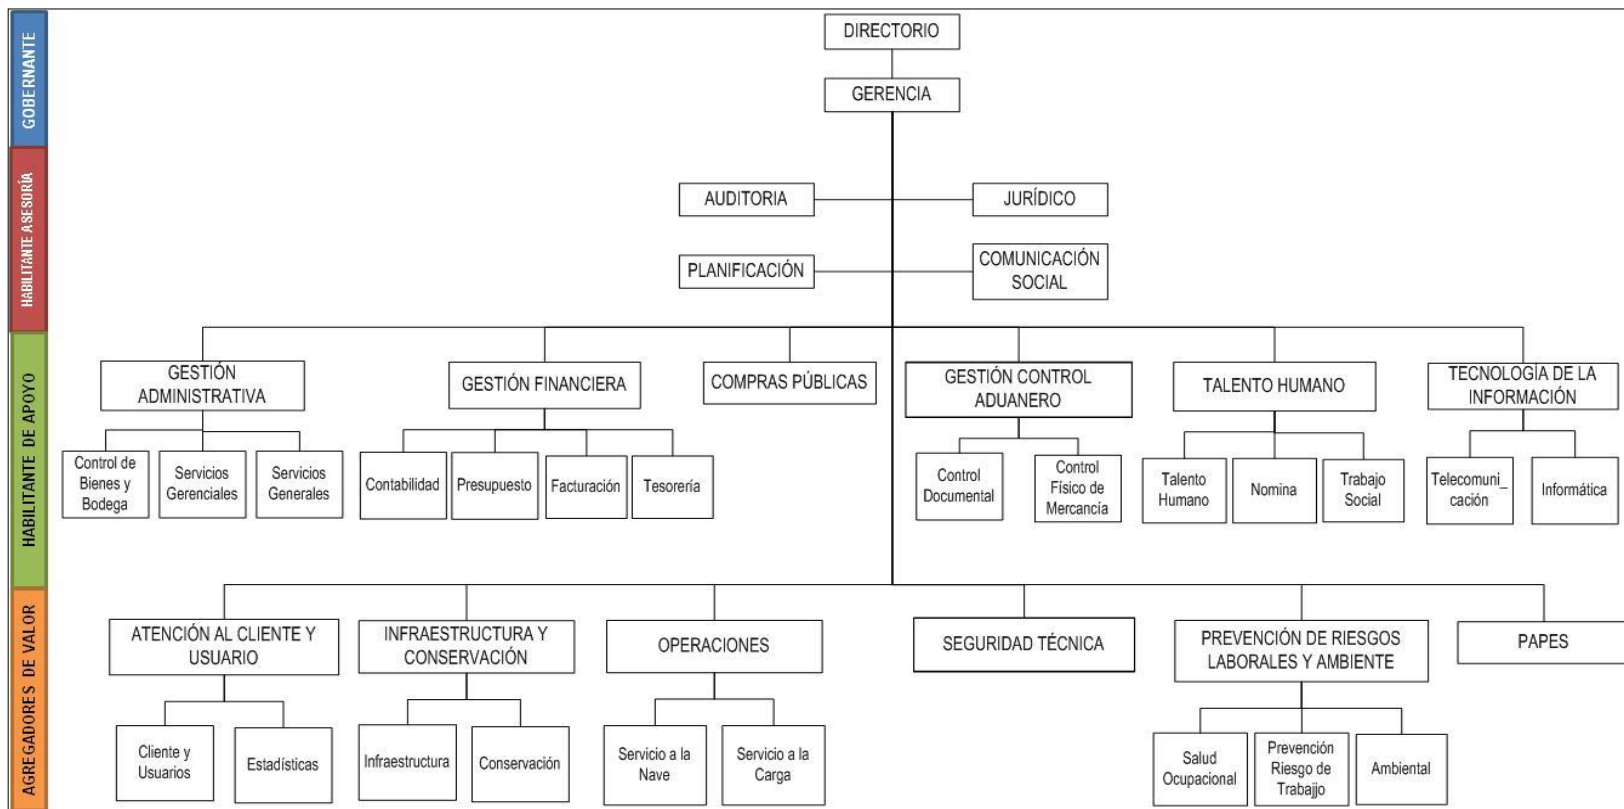 GOBERNANTE
DIRECTORIO
GERENCIA
HABILITANTE ASESORÍA
AUDITORIA
JURÍDICO
PLANIFICACIÓN
COMUNICACIÓN
SOCIAL
HABILITANTE DE APOYO
GESTIÓN
ADMINISTRATIVA
GESTIÓN FINANCIERA
COMPRAS PÚBLICAS
GESTIÓN CONTROL
ADUANERO
TALENTO HUMANO
TECNOLOGÍA DE LA
INFORMACIÓN
Control de
Bienes y
Bodega
Servicios
Gerenciales
Servicios
Generales
Contabilidad
Presupuesto
Facturación
Tesorería
Control
Documental
Control
Físico de
Mercancía
Talento
Humano
Nomina
Trabajo
Social
Telecomuni_
cación
Informática
AGREGADORES DE VALOR
ATENCIÓN AL CLIENTE Y
USUARIO
INFRAESTRUCTURA Y
CONSERVACIÓN
OPERACIONES
SEGURIDAD TÉCNICA
PREVENCIÓN DE RIESGOS
LABORALES Y AMBIENTE
PAPES
Cliente y
Usuarios
Estadísticas
Infraestructura
Conservación
Servicio a la
Nave
Servicio a la
Carga
Salud
Ocupacional
Prevención
Riesgo de
Trabajjo
Ambiental